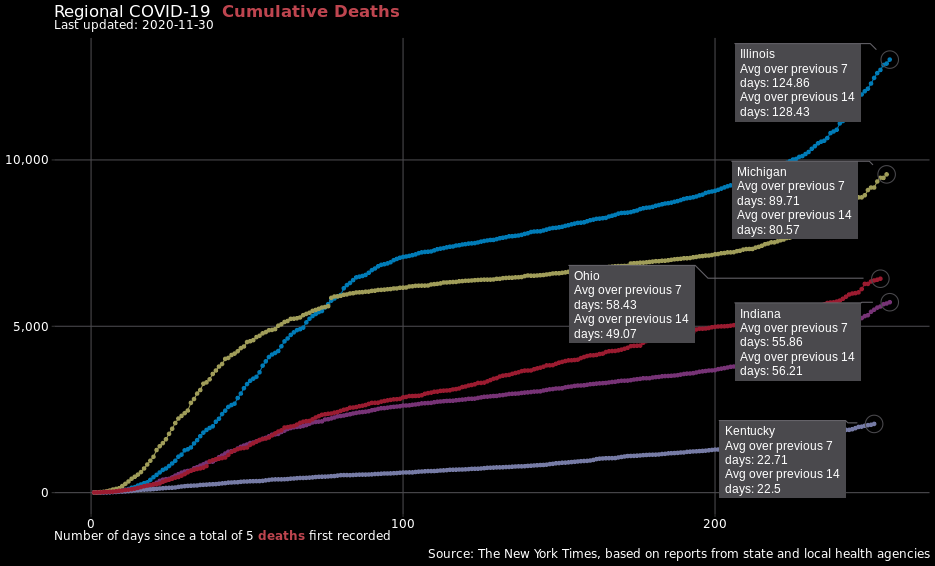 Regional COVID-19 Cumulative Deaths
Last updated: 2020-11-30
Illinois
Avg over previous 7
days: 124.86
Avg over previous 14
days: 128.43
10,000
Michigan
Avg over previous 7
days: 89.71
Avg over previous 14
days: 80.57
Ohio
Avg over previous 7
days: 58.43
Avg over previous 14
days: 49.07
5,000
Indiana
Avg over previous 7
days: 55.86
Avg over previous 14
days: 56.21
Kentucky
Avg over previous 7
days: 22.71
Avg over previous 14
days: 22.5
0
0 100 200
Number of days since a total of 5 deaths first recorded
Source: The New York Times, based on reports from state and local health agencies